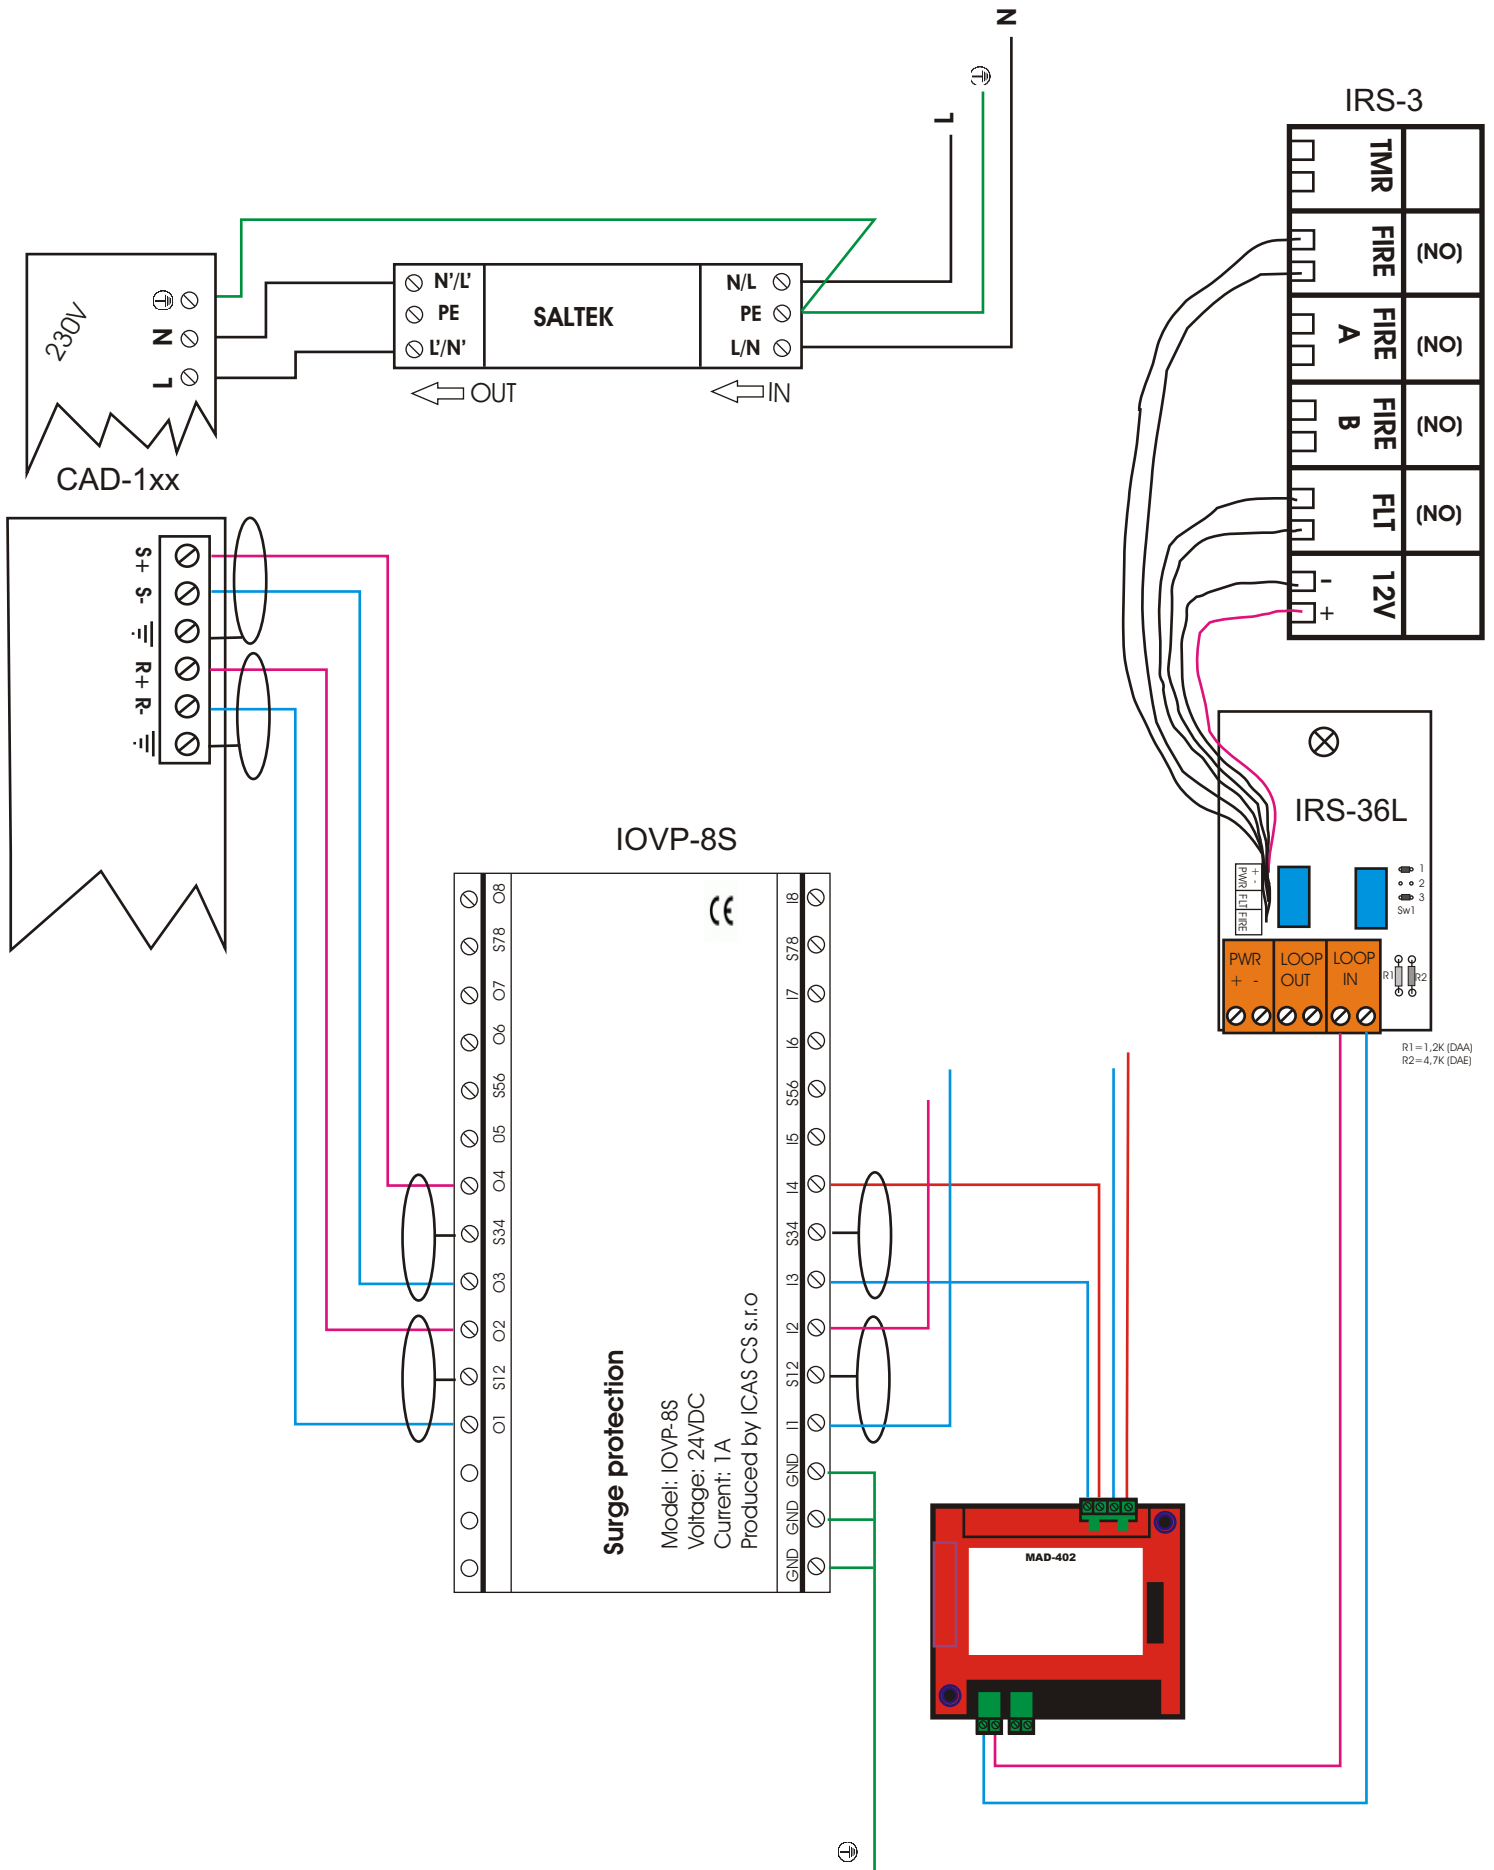 N
L
IRS-3
TMR
FIRE
(NO)
FIRE
A
(NO)
FIRE
B
(NO)
FLT
(NO)
12V
-
+
230V
N
L
N'/L'
PE
L'/N'
SALTEK
N/L
PE
L/N
OUT
IN
CAD-1xx
S+
S-
R+
R-
IRS-36L
+ -
PWR
FLT
FIRE
1
2
3
Sw1
PWR
+ -
LOOP
OUT
LOOP
IN
R1
R2
R1=1,2K (DAA)
R2=4,7K (DAE)
IOVP-8S
O8
S78
O7
O6
S56
05
O4
S34
O3
O2
S12
O1
CE
Surge protection
Model: IOVP-8S
Voltage: 24VDC
Current: 1A
Produced by ICAS CS s.r.o
I8
S78
I7
I6
S56
I5
I4
S34
I3
I2
S12
I1
GND
GND
GND
MAD-402